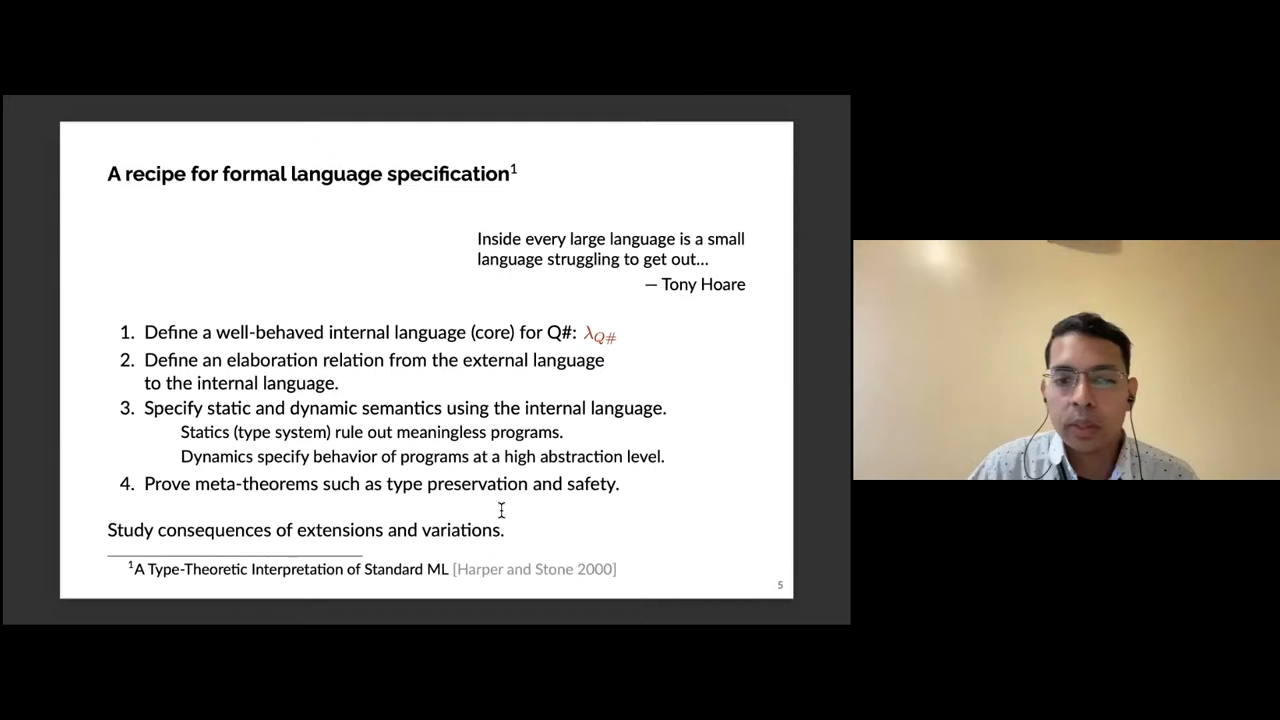 A recipe for formal language specification¹
Inside every large language is a small
language struggling to get out...
— Tony Hoare
1. Define a well-behaved internal language (core) for Q#: λQ#
2. Define an elaboration relation from the external language
to the internal language.
3. Specify static and dynamic semantics using the internal language.
Statics (type system) rule out meaningless programs.
Dynamics specify behavior of programs at a high abstraction level.
4. Prove meta-theorems such as type preservation and safety.
Study consequences of extensions and variations.
¹A Type-Theoretic Interpretation of Standard ML [Harper and Stone 2000]
5